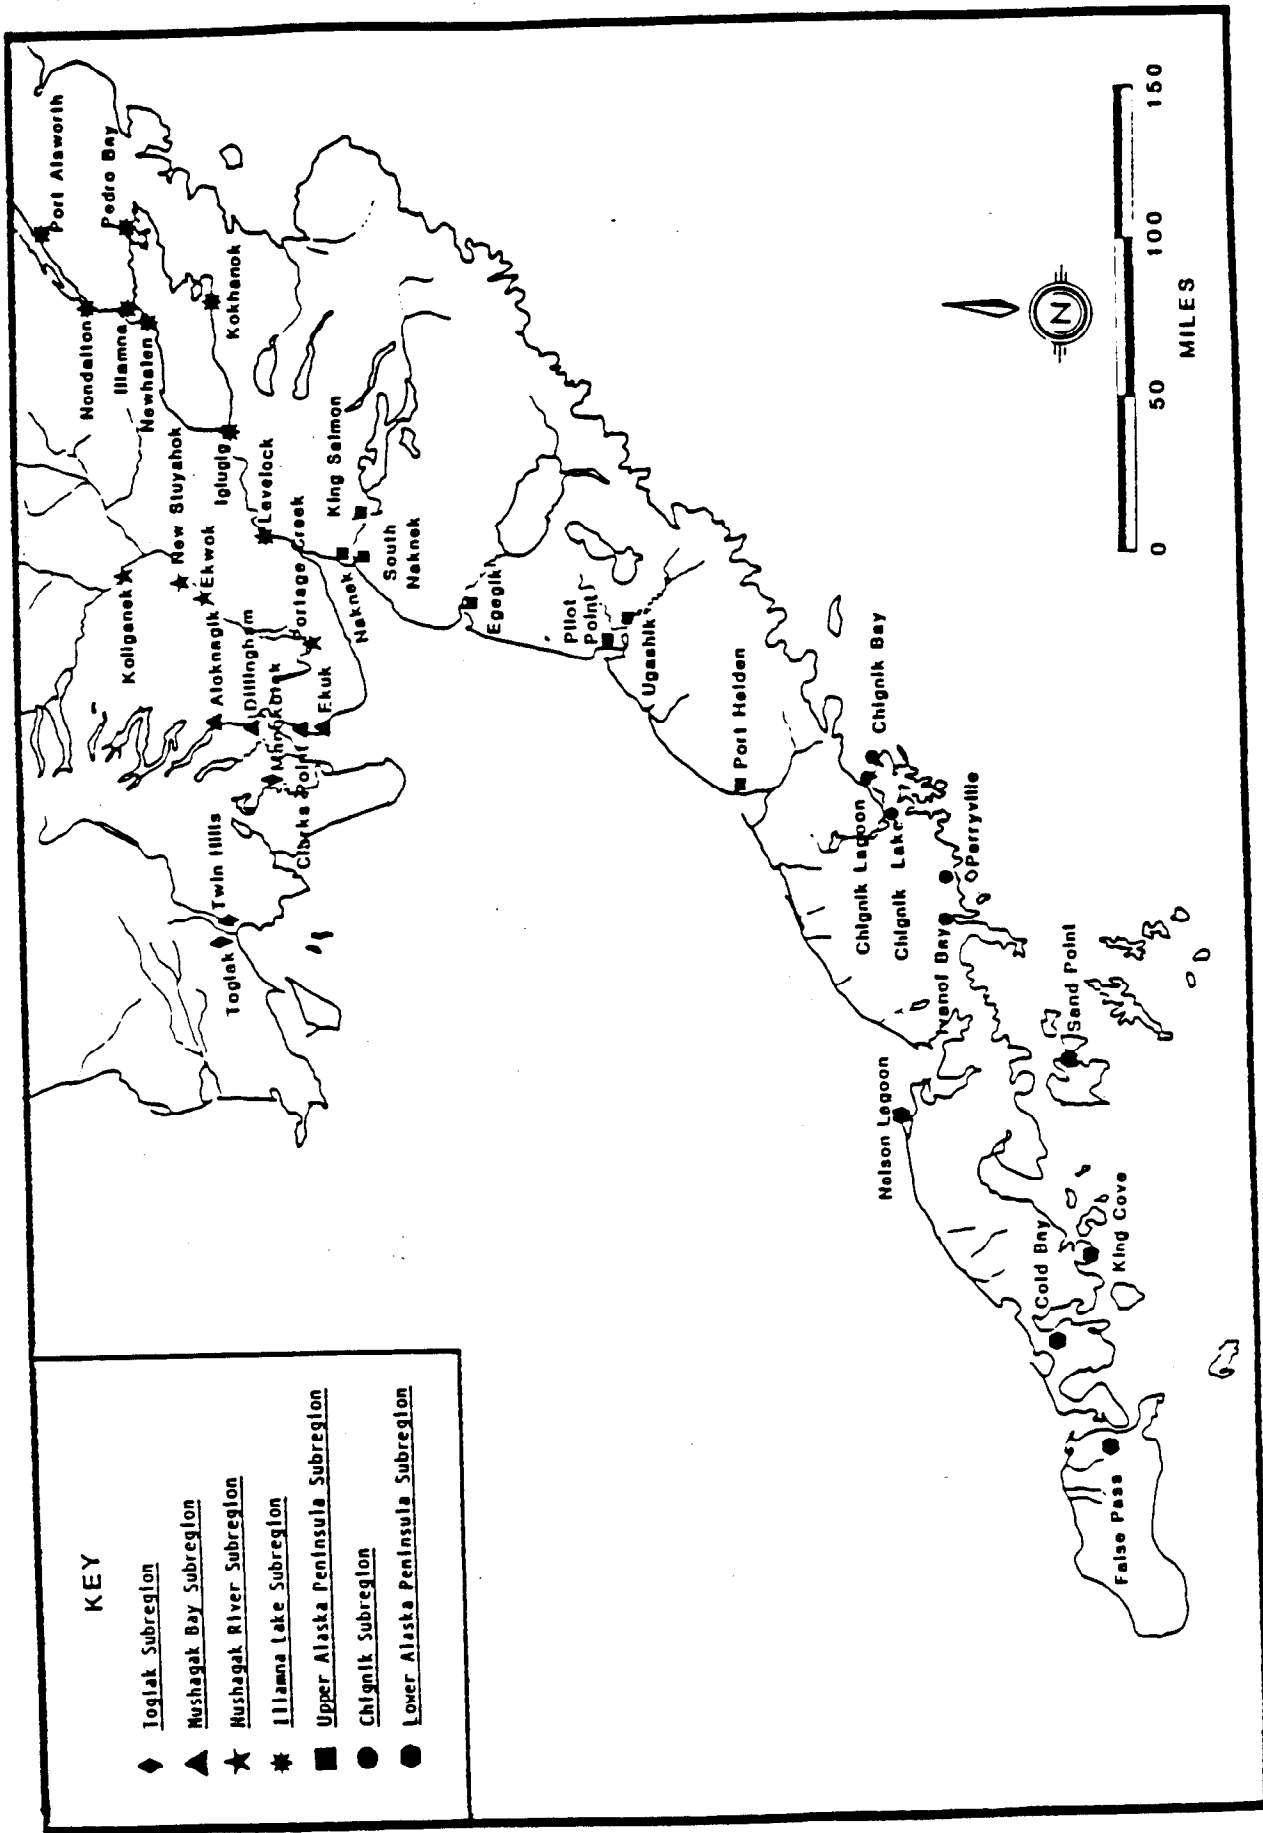 KEY
Togiak Subregion
Nushagak Bay Subregion
Nushagak River Subregion
Iliamna Lake Subregion
Upper Alaska Peninsula Subregion
Chignik Subregion
Lower Alaska Peninsula Subregion
Port Alsworth
Pedro Bay
Nondalton
Iliamna
Newhalen
Kokhanok
Koliganek
New Stuyahok
Ekwok
Igiugig
Levelock
Aleknagik
Dillingham
Portage Creek
Manokotak
Clarks Point
Ekuk
Twin Hills
Togiak
King Salmon
Naknek
South
Naknek
Egegik
Pilot
Point
Ugashik
Port Heiden
Chignik Bay
Chignik Lagoon
Chignik Lake
Perryville
Ivanof Bay
Sand Point
Nelson Lagoon
Cold Bay
King Cove
False Pass
N
0 50 100 150
MILES